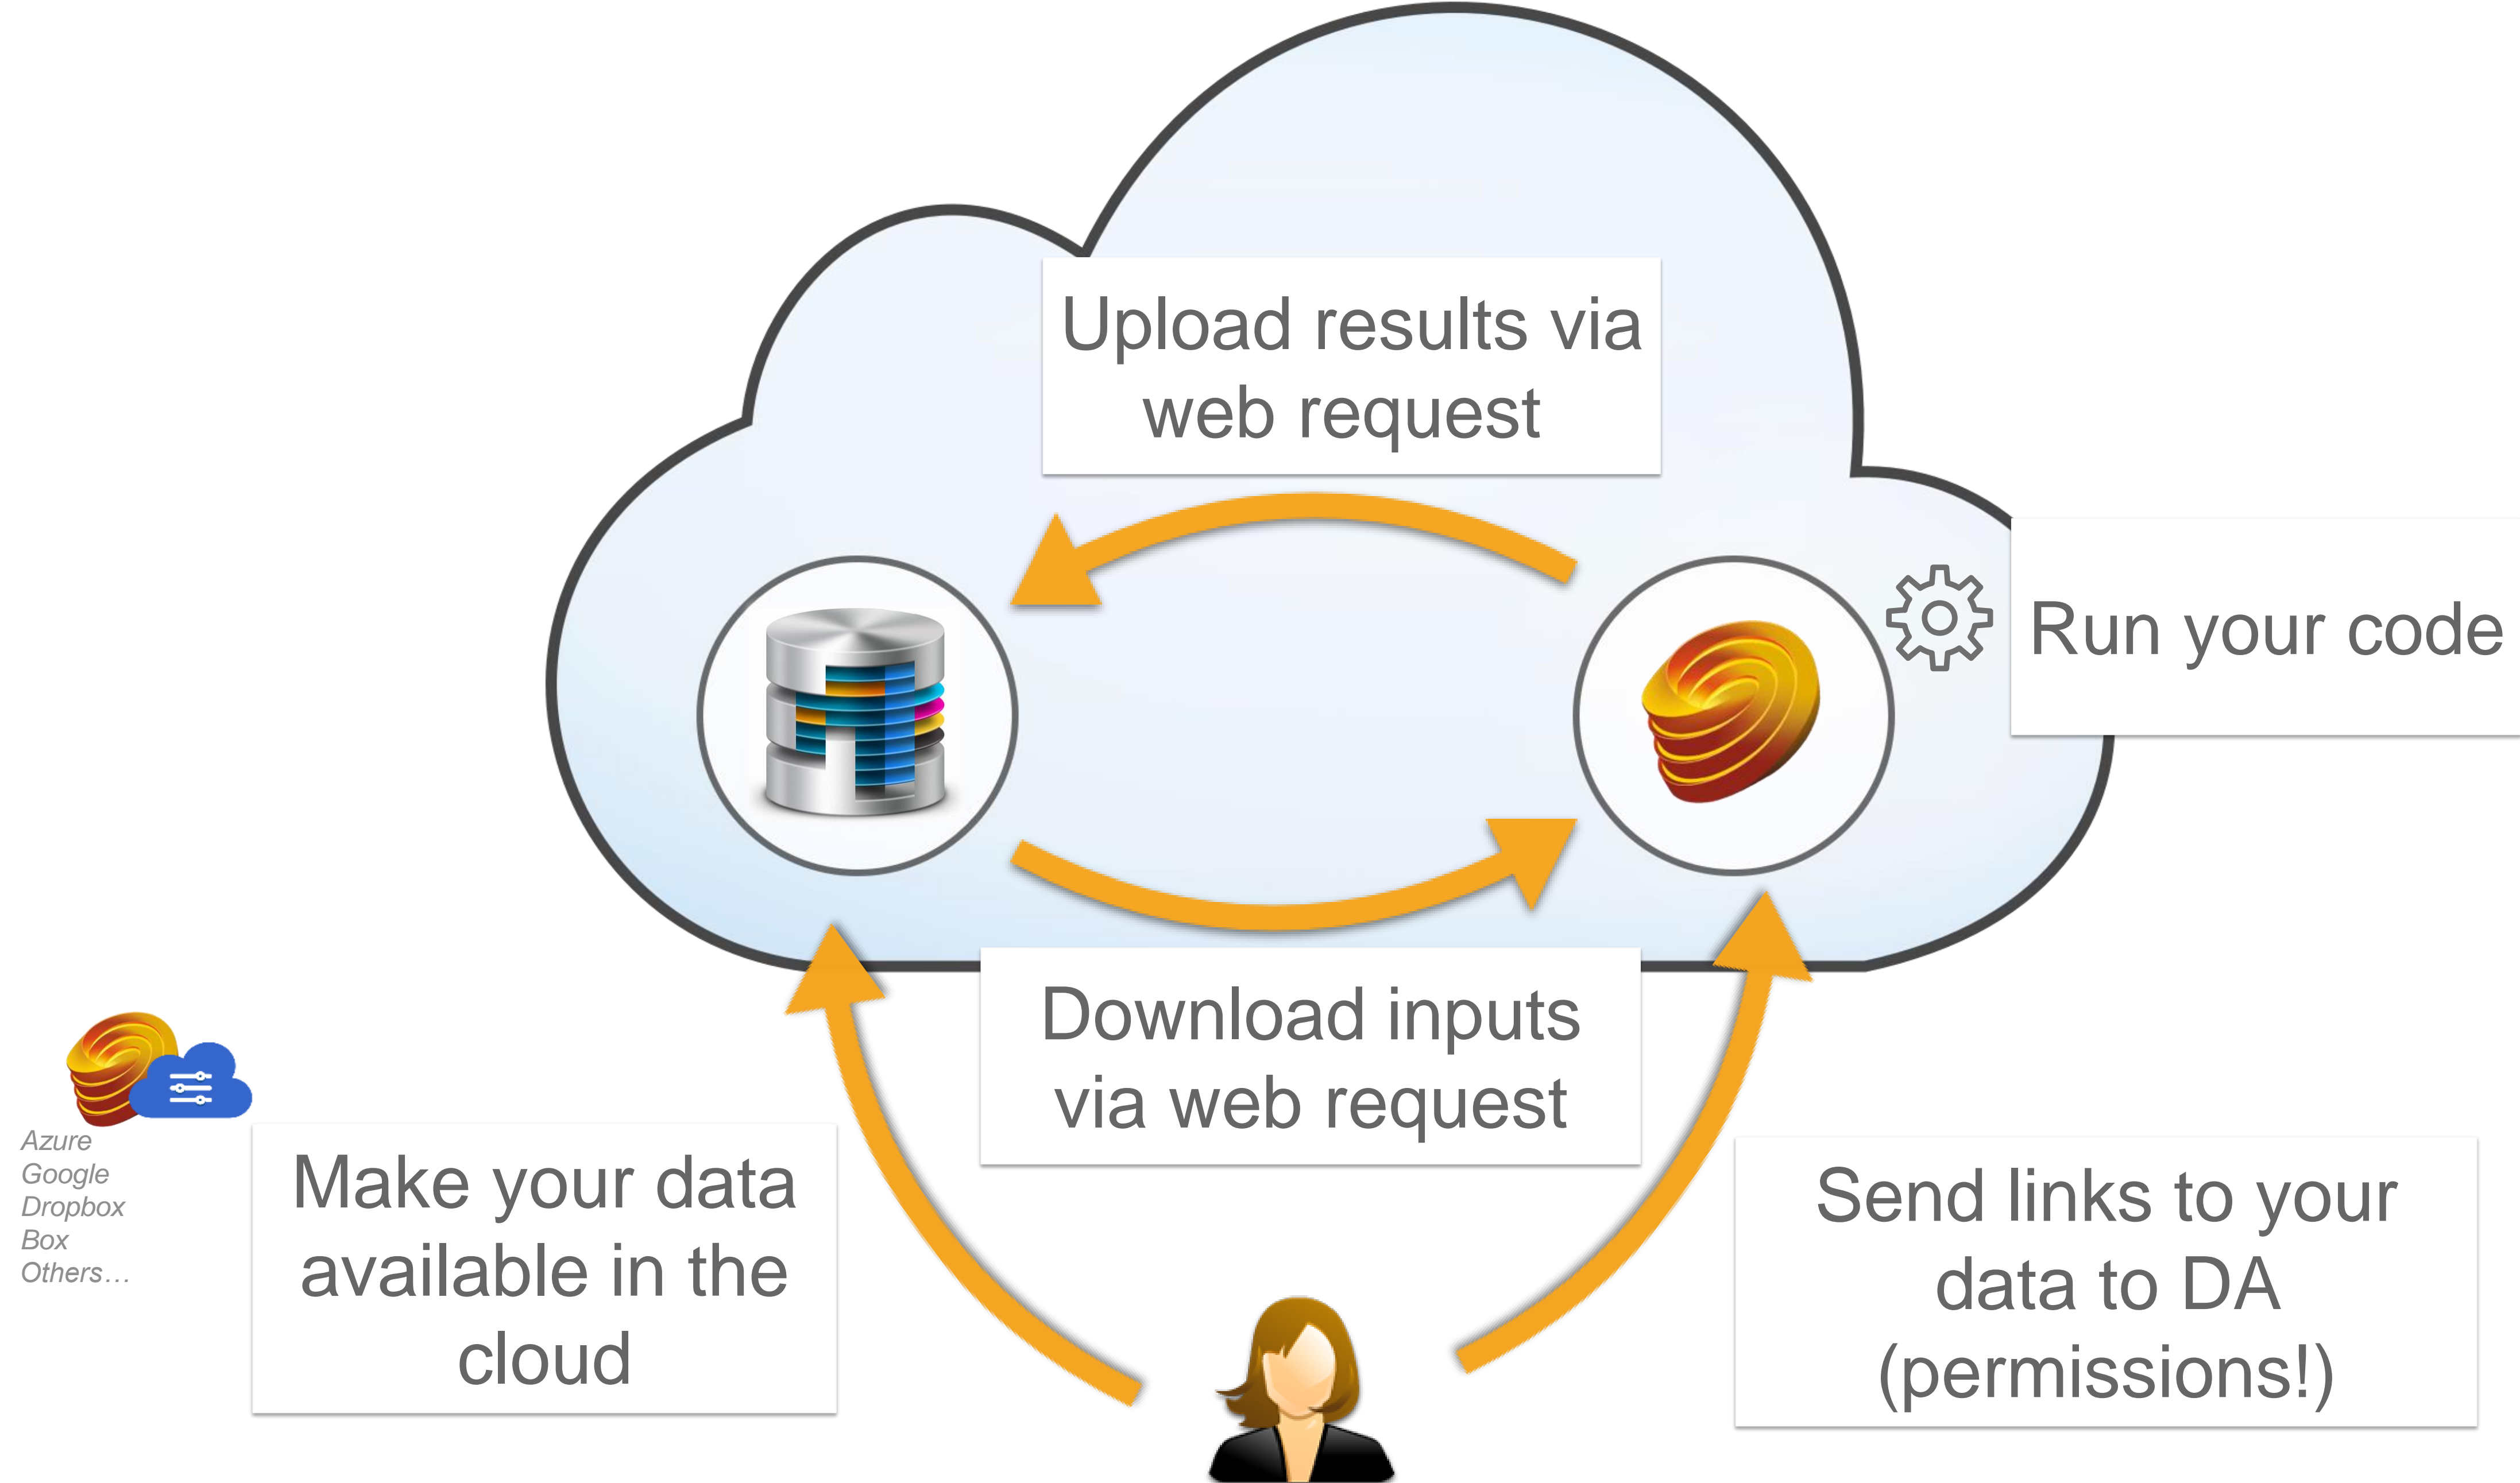 Upload results via
web request
Run your code
Download inputs
via web request
Azure
Google
Dropbox
Box
Others…
Make your data
available in the
cloud
Send links to your
data to DA
(permissions!)